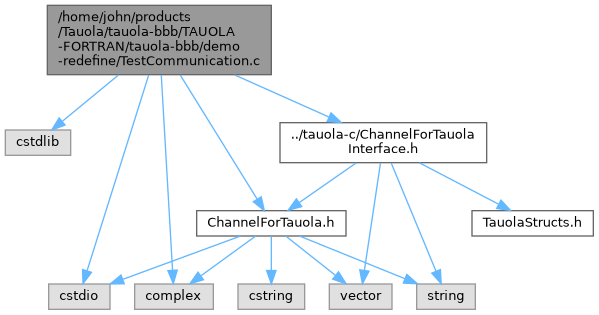 /home/john/products
/Tauola/tauola-bbb/TAUOLA
-FORTRAN/tauola-bbb/demo
-redefine/TestCommunication.c
cstdlib
../tauola-c/ChannelForTauola
Interface.h
ChannelForTauola.h
TauolaStructs.h
cstdio
complex
cstring
vector
string